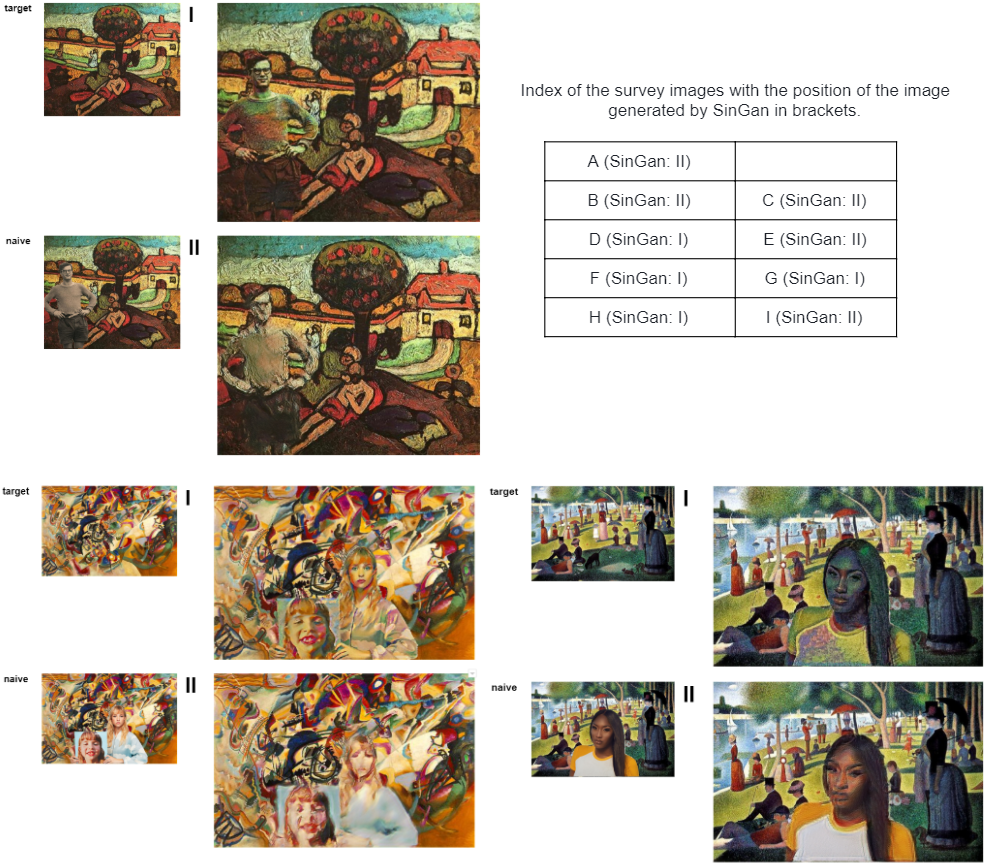 target
I
naive
II
Index of the survey images with the position of the image
generated by SinGan in brackets.
A (SinGan: II)
B (SinGan: II) C (SinGan: II)
D (SinGan: I) E (SinGan: II)
F (SinGan: I) G (SinGan: I)
H (SinGan: I) I (SinGan: II)
target
I
naive
II
target
I
naive
II